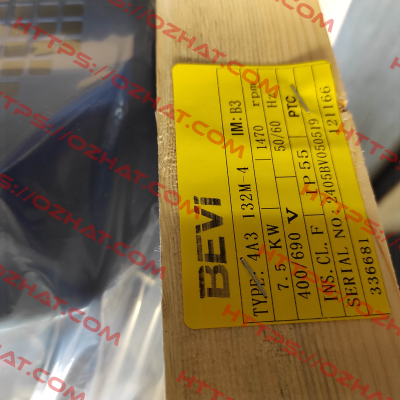 BEVI
TYPE: 4A3 132M-4 IM: B3
7.5 KW 1470 rpm
400/690 V 50/60 Hz
INS. CL. F IP 55 PTC
SERIAL NO: 2405BV050519
336681 121166
HTTPS://OZHAT.COM